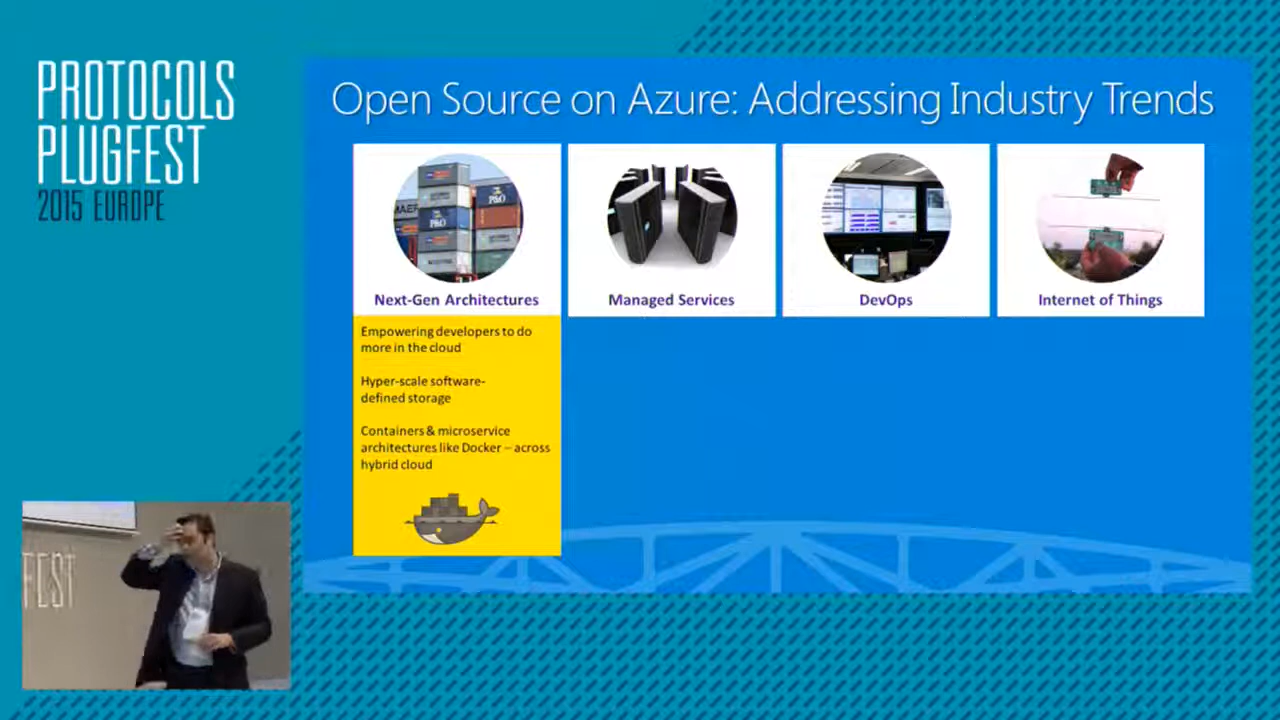 PROTOCOLS
PLUGFEST
2015 EUROPE
Open Source on Azure: Addressing Industry Trends
P&O
P&O
Next-Gen Architectures
Managed Services
DevOps
Internet of Things
Empowering developers to do
more in the cloud
Hyper-scale software-
defined storage
Containers & microservice
architectures like Docker – across
hybrid cloud
FEST